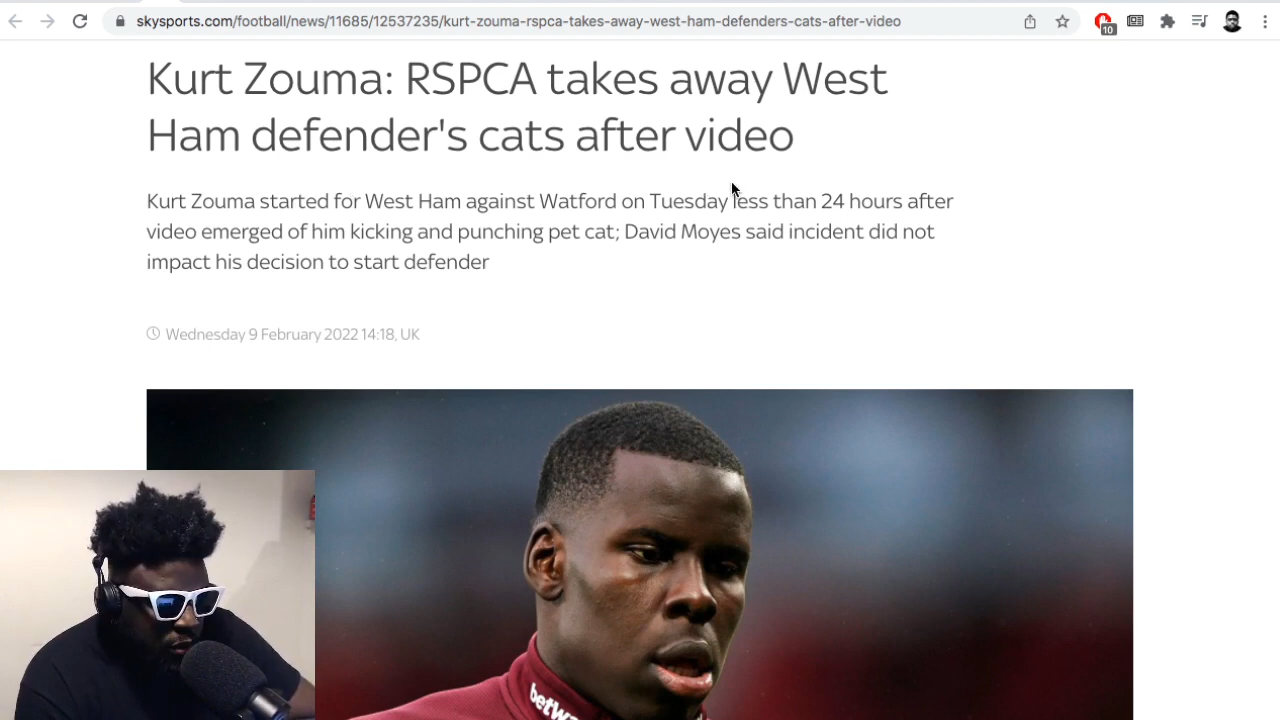 skysports.com/football/news/11685/12537235/kurt-zouma-rspca-takes-away-west-ham-defenders-cats-after-video
10
Kurt Zouma: RSPCA takes away West
Ham defender's cats after video
Kurt Zouma started for West Ham against Watford on Tuesday less than 24 hours after
video emerged of him kicking and punching pet cat; David Moyes said incident did not
impact his decision to start defender
Wednesday 9 February 2022 14:18, UK
betw